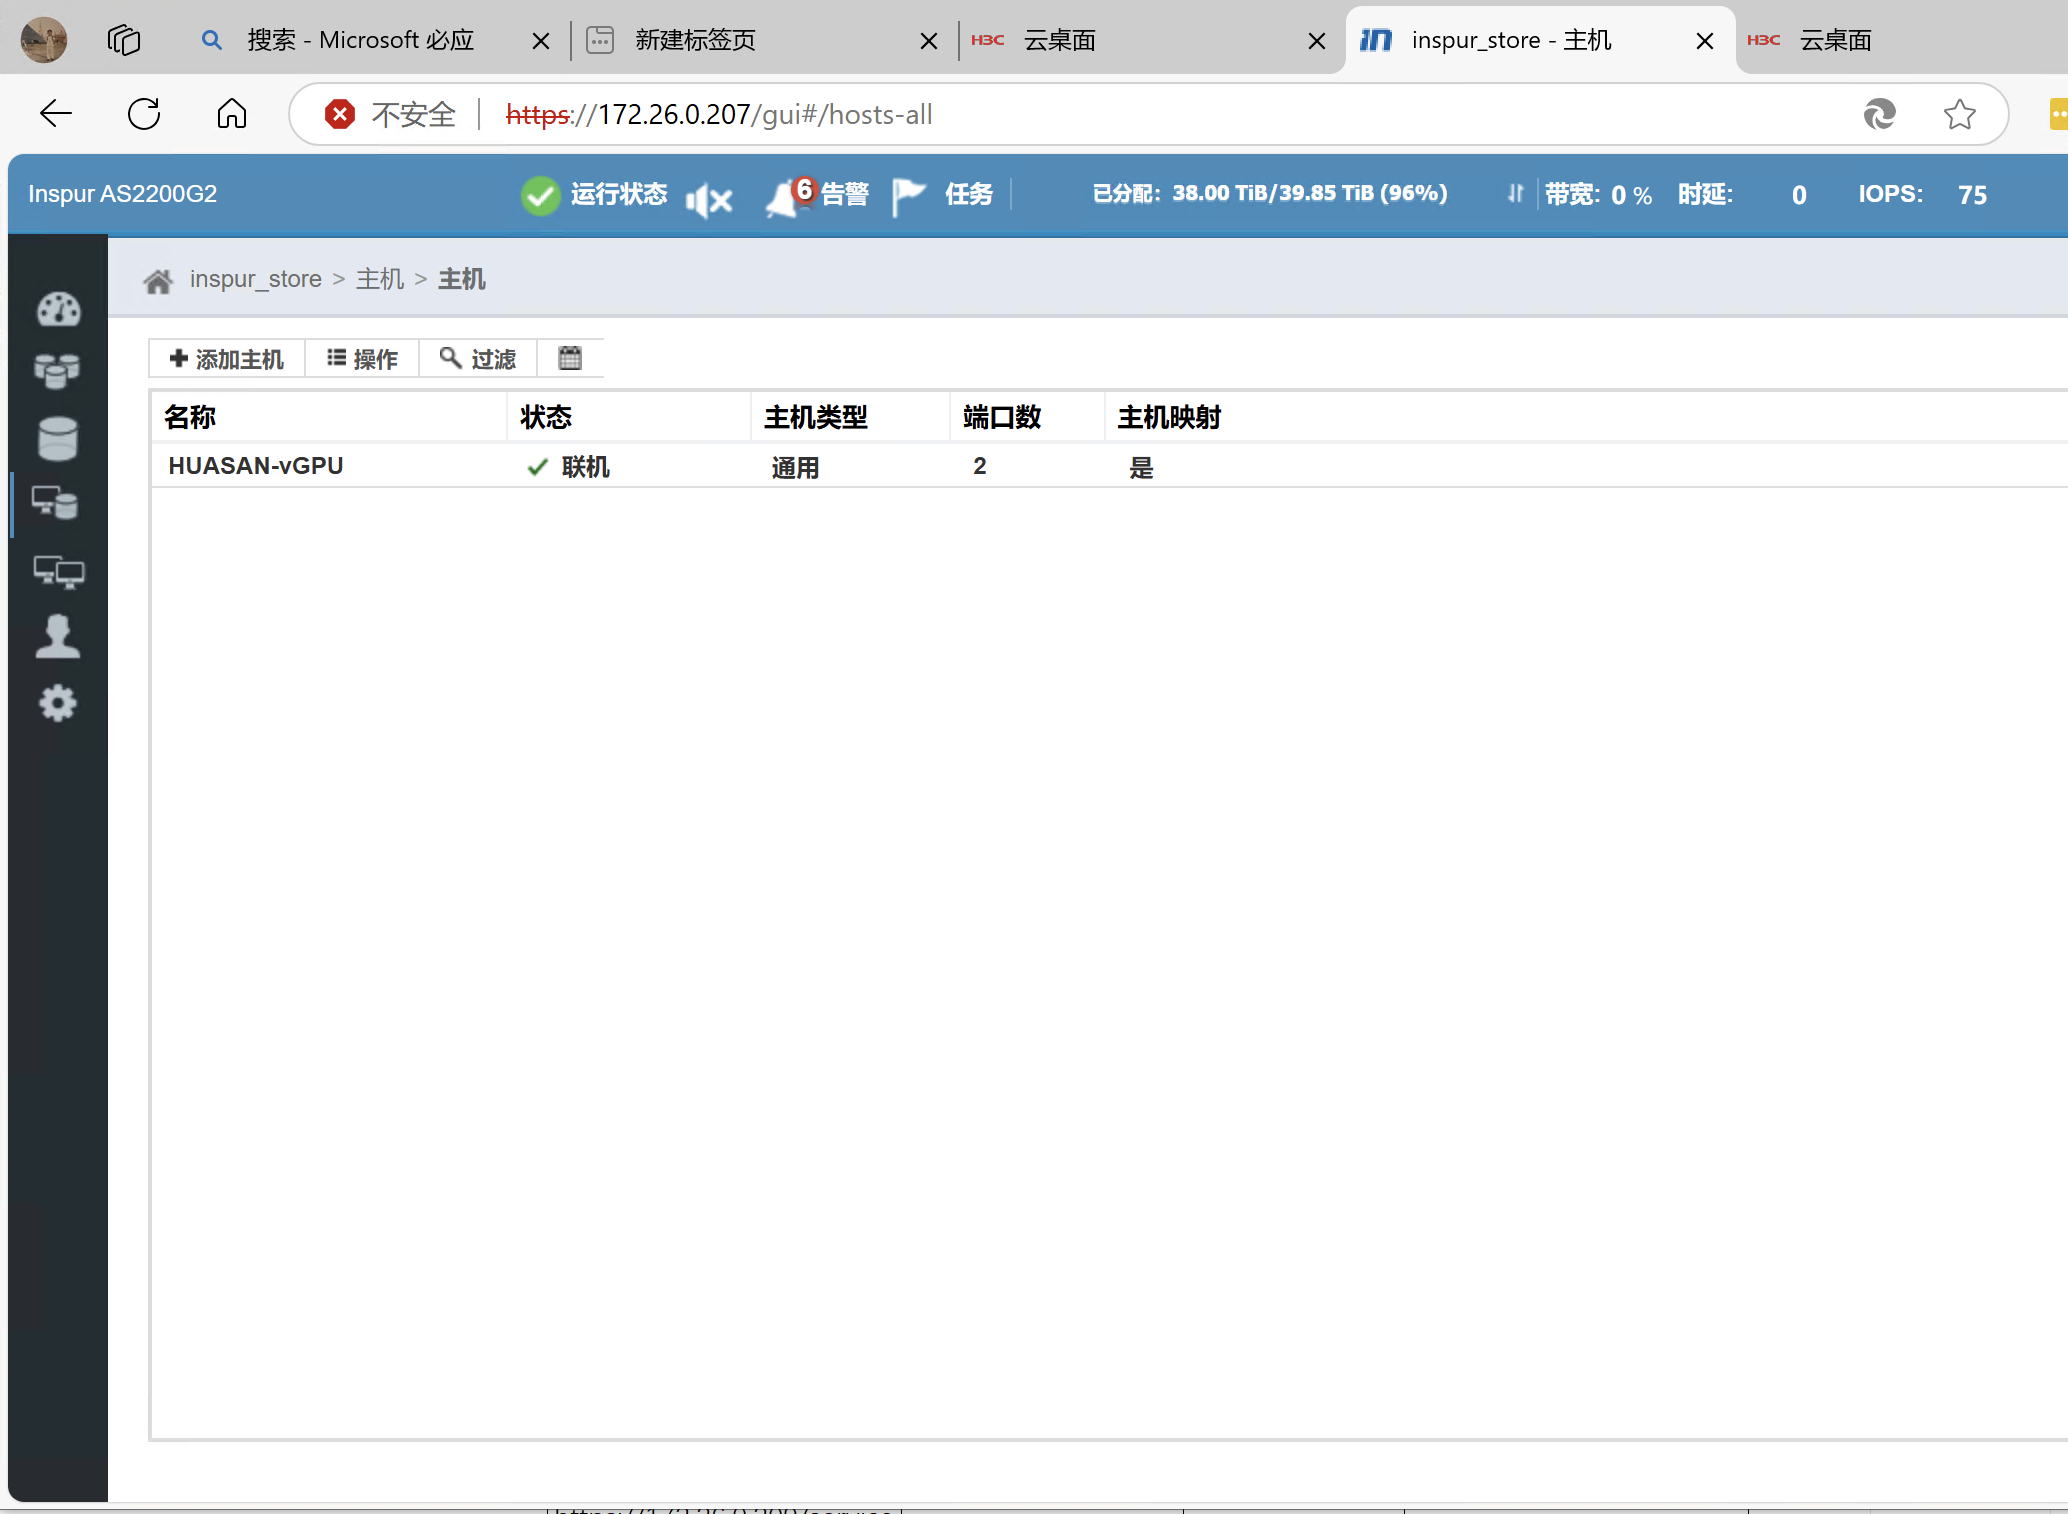 搜索 - Microsoft 必应
新建标签页
H3C 云桌面
inspur_store - 主机
H3C 云桌面
不安全 https://172.26.0.207/gui#/hosts-all
Inspur AS2200G2 运行状态 6 告警 任务 已分配: 38.00 TiB/39.85 TiB (96%) 带宽: 0 % 时延: 0 IOPS: 75
inspur_store > 主机 > 主机
添加主机 操作 过滤
名称 状态 主机类型 端口数 主机映射
HUASAN-vGPU 联机 通用 2 是